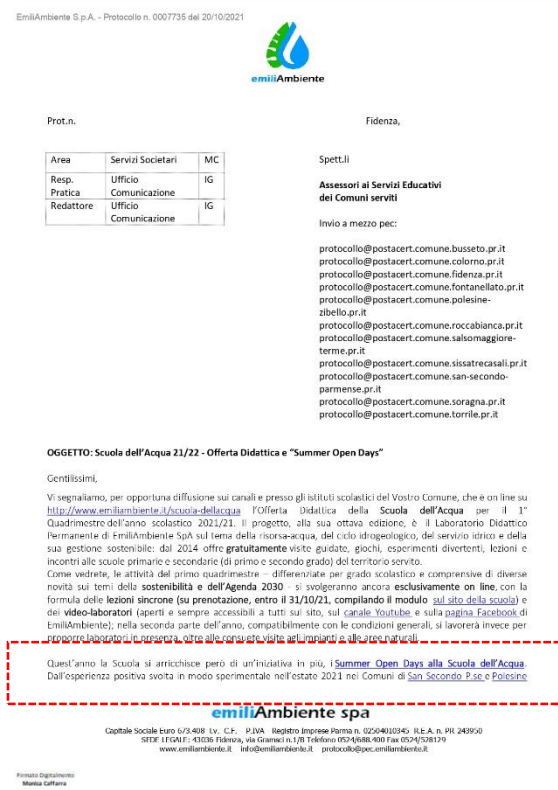 EmiliAmbiente S.p.A. - Protocollo n. 0007735 del 20/10/2021
emiliAmbiente
Prot.n.
Fidenza,
Area Servizi Societari MC
Resp. Pratica Ufficio Comunicazione IG
Redattore Ufficio Comunicazione IG
Spett.li
Assessori ai Servizi Educativi
dei Comuni serviti
Invio a mezzo pec:
protocollo@postacert.comune.busseto.pr.it
protocollo@postacert.comune.colorno.pr.it
protocollo@postacert.comune.fidenza.pr.it
protocollo@postacert.comune.fontanellato.pr.it
protocollo@postacert.comune.polesine-
zibello.pr.it
protocollo@postacert.comune.roccabianca.pr.it
protocollo@postacert.comune.salsomaggiore-
terme.pr.it
protocollo@postacert.comune.sissatrecasali.pr.it
protocollo@postacert.comune.san-secondo-
parmense.pr.it
protocollo@postacert.comune.soragna.pr.it
protocollo@postacert.comune.torrile.pr.it
OGGETTO: Scuola dell'Acqua 21/22 - Offerta Didattica e "Summer Open Days"
Gentilissimi,
Vi segnaliamo, per opportuna diffusione sui canali e presso gli istituti scolastici del Vostro Comune, che è on line su
http://www.emiliambiente.it/scuola-dellacqua l'Offerta Didattica della Scuola dell'Acqua per il 1°
Quadrimestre dell'anno scolastico 2021/21. Il progetto, alla sua ottava edizione, è il Laboratorio Didattico
Permanente di EmiliAmbiente SpA sul tema della risorsa-acqua, del ciclo idrogeologico, del servizio idrico e della
sua gestione sostenibile: dal 2014 offre gratuitamente visite guidate, giochi, esperimenti divertenti, lezioni e
incontri alle scuole primarie e secondarie (di primo e secondo grado) del territorio servito.
Come vedrete, le attività del primo quadrimestre – differenziate per grado scolastico e comprensive di diverse
novità sui temi della sostenibilità e dell'Agenda 2030 - si svolgeranno ancora esclusivamente on line, con la
formula delle lezioni sincrone (su prenotazione, entro il 31/10/21, compilando il modulo sul sito della scuola) e
dei video-laboratori (aperti e sempre accessibili a tutti sul sito, sul canale Youtube e sulla pagina Facebook di
EmiliAmbiente); nella seconda parte dell'anno, compatibilmente con le condizioni generali, si lavorerà invece per
proporre laboratori in presenza, oltre alle consuete visite agli impianti e alle aree naturali.
Quest'anno la Scuola si arricchisce però di un'iniziativa in più, i Summer Open Days alla Scuola dell'Acqua.
Dall'esperienza positiva svolta in modo sperimentale nell'estate 2021 nei Comuni di San Secondo P.se e Polesine
emiliAmbiente spa
Capitale Sociale Euro 673.408 i.v. C.F. P.IVA Registro Imprese Parma n. 02504010345 R.E.A. n. PR 243950
SEDE LEGALE: 43036 Fidenza, via Gramsci n.1/B Telefono 0524/688.400 Fax 0524/528129
www.emiliambiente.it info@emiliambiente.it protocollo@pec.emiliambiente.it
Firmato Digitalmente
Monica Caffarra